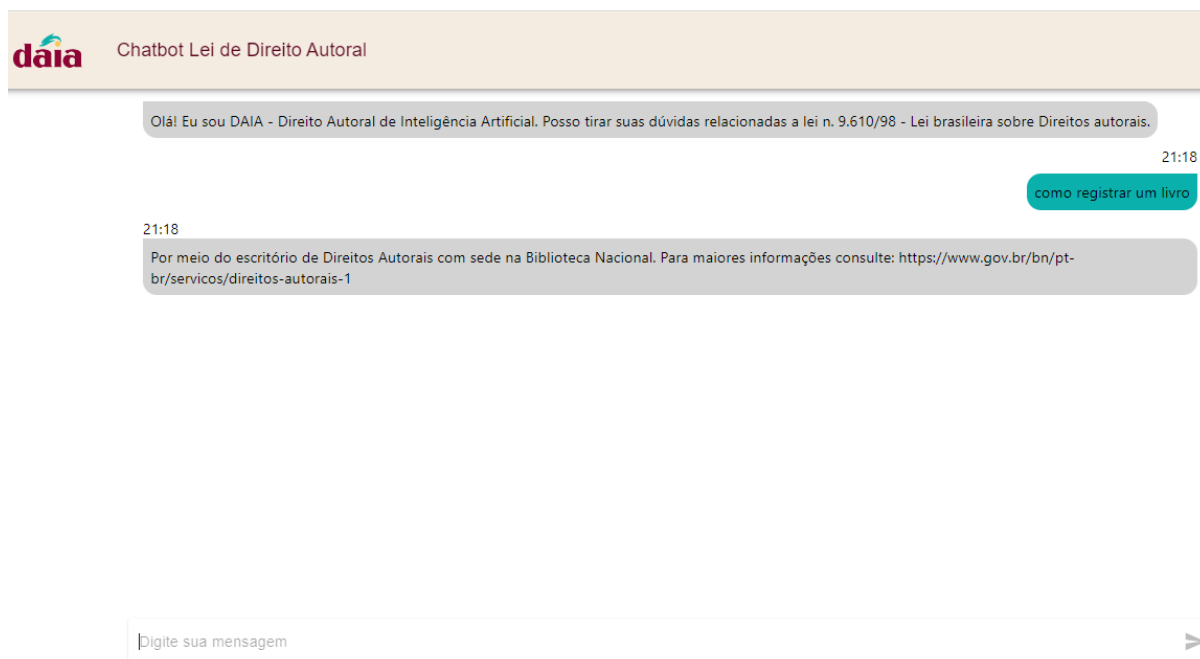 daia
Chatbot Lei de Direito Autoral
Olá! Eu sou DAIA - Direito Autoral de Inteligência Artificial. Posso tirar suas dúvidas relacionadas a lei n. 9.610/98 - Lei brasileira sobre Direitos autorais.
21:18
como registrar um livro
21:18
Por meio do escritório de Direitos Autorais com sede na Biblioteca Nacional. Para maiores informações consulte: https://www.gov.br/bn/pt-
br/servicos/direitos-autorais-1
Digite sua mensagem